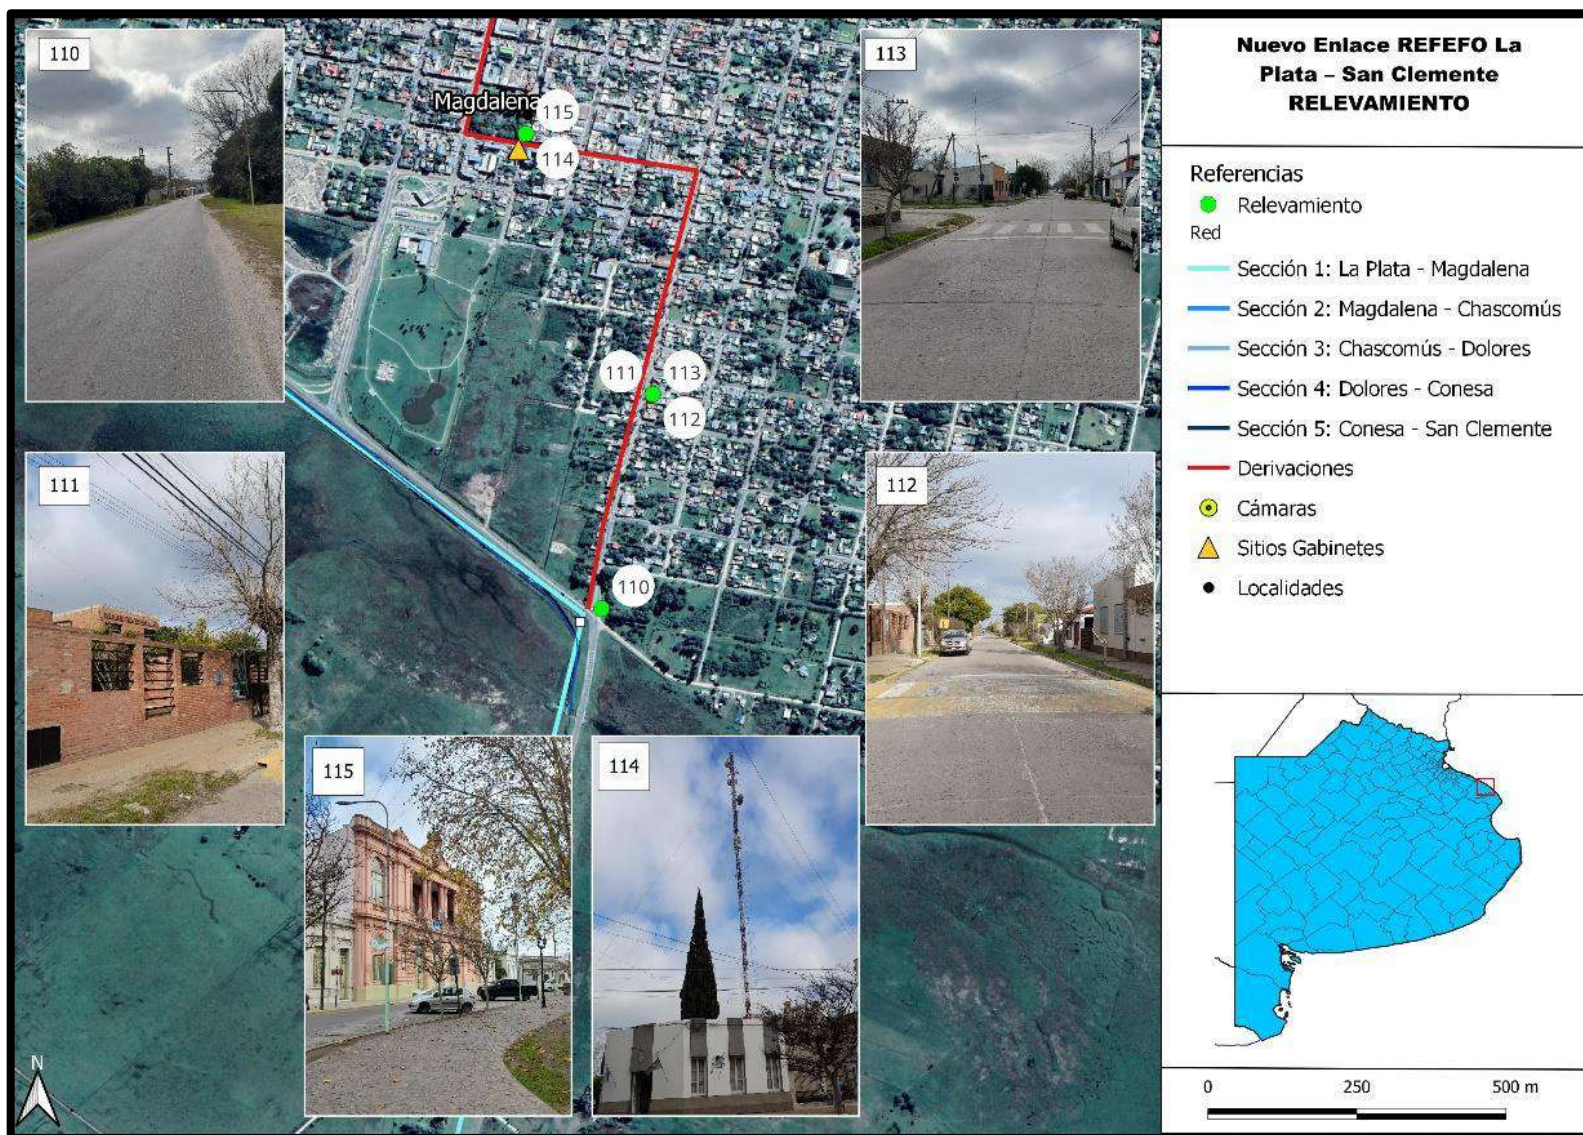 110
113
Magdalena
115
114
111
113
112
111
112
110
115
114
N
Nuevo Enlace REFEFO La
Plata – San Clemente
RELEVAMIENTO
Referencias
Relevamiento
Red
Sección 1: La Plata - Magdalena
Sección 2: Magdalena - Chascomús
Sección 3: Chascomús - Dolores
Sección 4: Dolores - Conesa
Sección 5: Conesa - San Clemente
Derivaciones
Cámaras
Sitios Gabinetes
Localidades
0 250 500 m